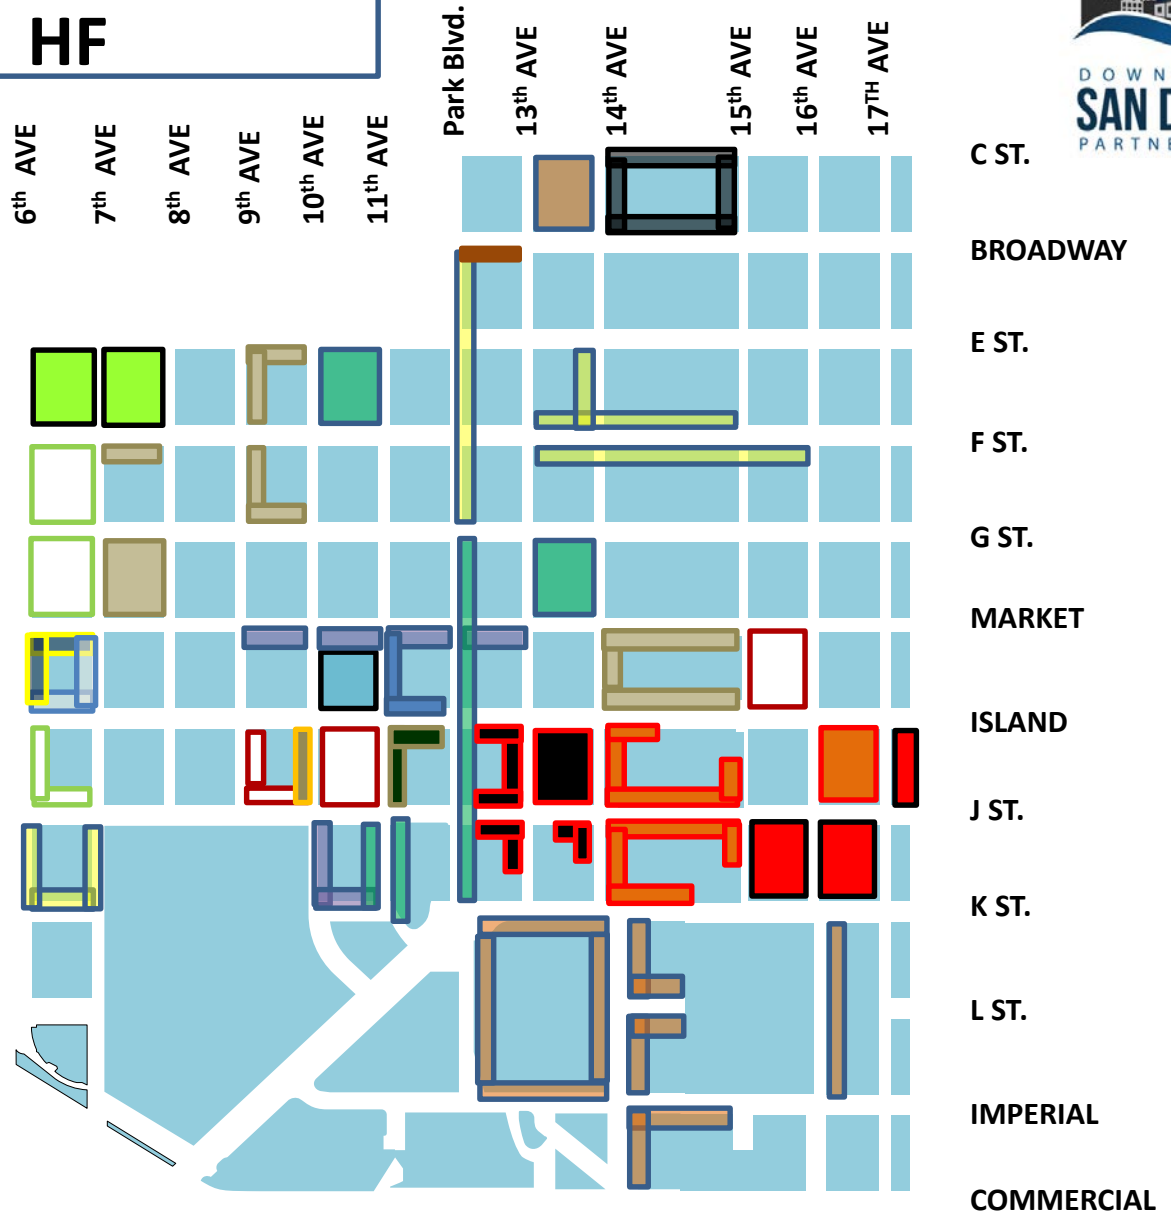 HF
Park Blvd.
13th AVE
14th AVE
15th AVE
16th AVE
17TH AVE
6th AVE
7th AVE
8th AVE
9th AVE
10th AVE
11th AVE
DOWN
SAN D
PARTNE
C ST.
BROADWAY
E ST.
F ST.
G ST.
MARKET
ISLAND
J ST.
K ST.
L ST.
IMPERIAL
COMMERCIAL